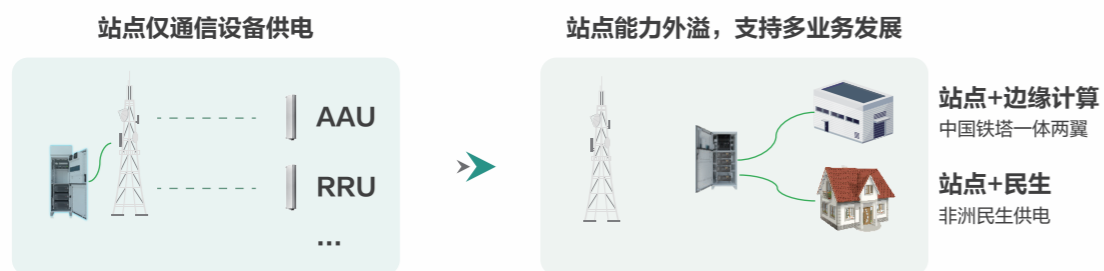 站点仅通信设备供电
AAU
RRU
...
站点能力外溢，支持多业务发展
站点+边缘计算
中国铁塔一体两翼
站点+民生
非洲民生供电